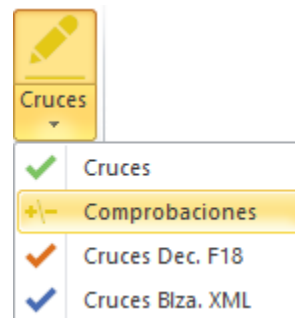 Cruces
Cruces
Comprobaciones
Cruces Dec. F18
Cruces Blza. XML